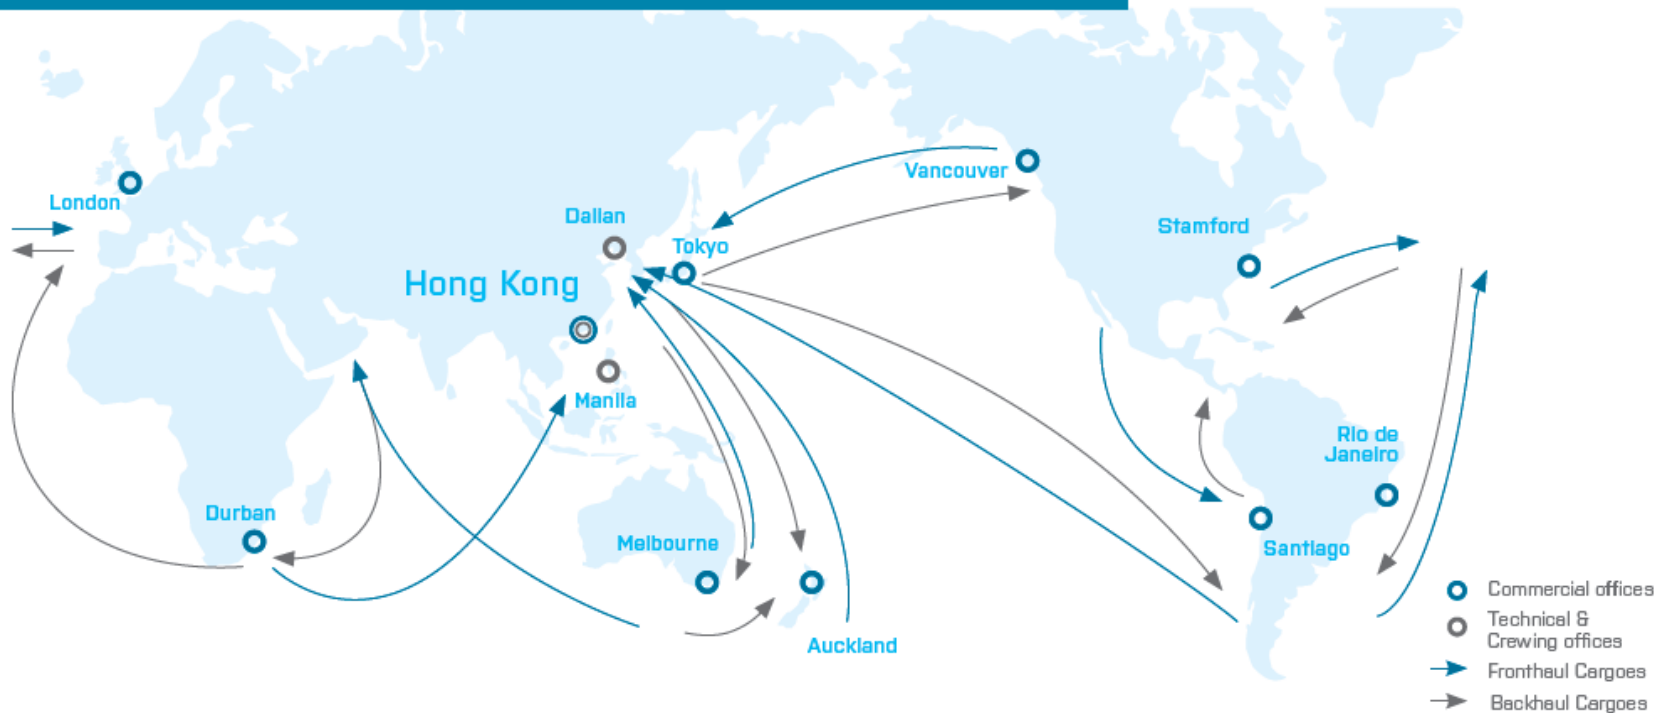 Vancouver
London
Dalian
Stamford
Tokyo
Hong Kong
Manila
Rio de
Janeiro
Durban
Melbourne
Santiago
Auckland
Commercial offices
Technical &
Crewing offices
Fronthaul Cargoes
Backhaul Cargoes